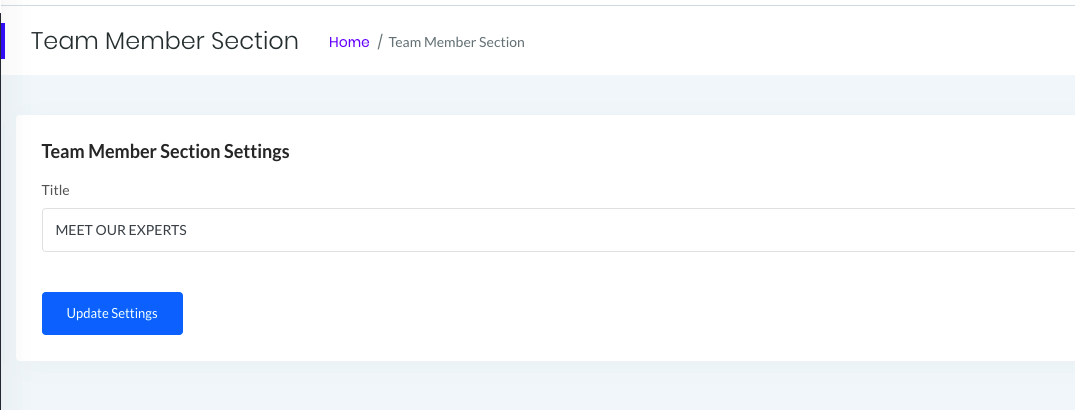 Team Member Section
Home / Team Member Section
Team Member Section Settings
Title
MEET OUR EXPERTS
Update Settings